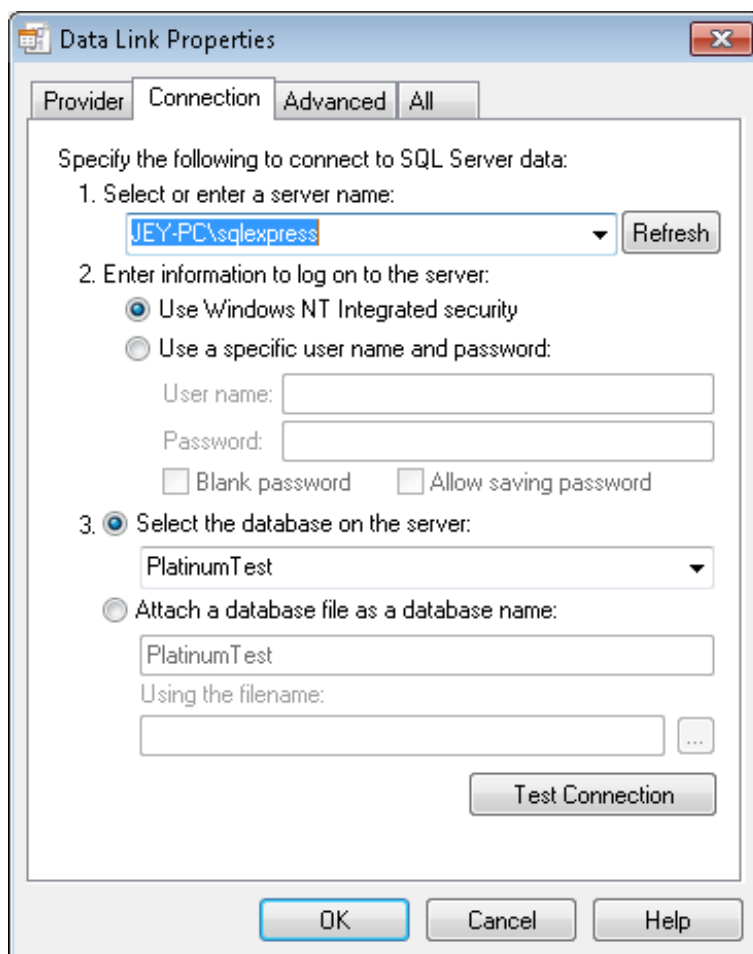 Data Link Properties
Provider Connection Advanced All
Specify the following to connect to SQL Server data:
1. Select or enter a server name:
JEY-PC\sqlexpress Refresh
2. Enter information to log on to the server:
Use Windows NT Integrated security
Use a specific user name and password:
User name:
Password:
Blank password Allow saving password
3. Select the database on the server:
PlatinumTest
Attach a database file as a database name:
PlatinumTest
Using the filename:
...
Test Connection
OK Cancel Help